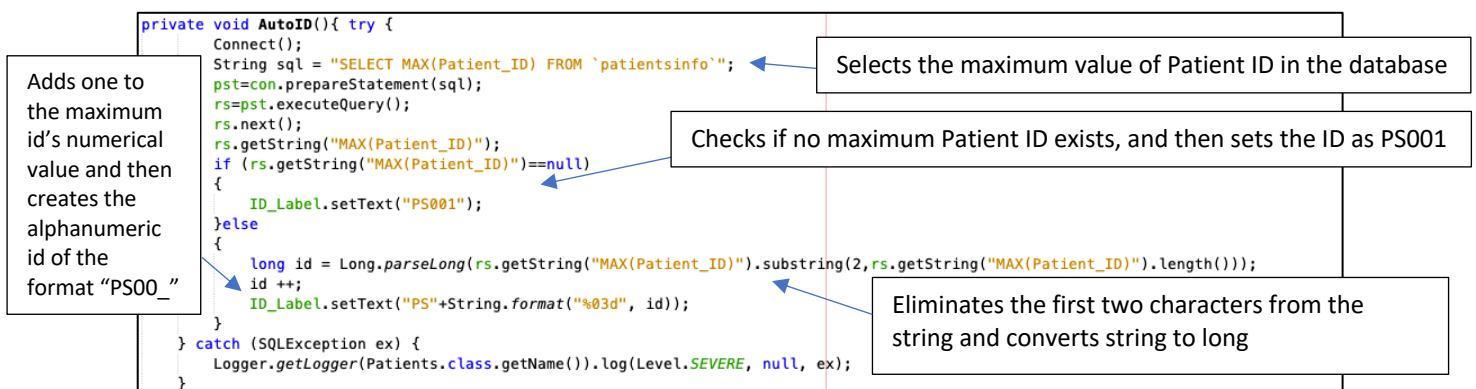 private void AutoID(){ try {
Connect();
String sql = "SELECT MAX(Patient_ID) FROM `patientsinfo`";
pst=con.prepareStatement(sql);
rs=pst.executeQuery();
rs.next();
rs.getString("MAX(Patient_ID)");
if (rs.getString("MAX(Patient_ID)")==null)
{
ID_Label.setText("PS001");
}else
{
long id = Long.parseLong(rs.getString("MAX(Patient_ID)").substring(2,rs.getString("MAX(Patient_ID)").length()));
id ++;
ID_Label.setText("PS"+String.format("%03d", id));
}
} catch (SQLException ex) {
Logger.getLogger(Patients.class.getName()).log(Level.SEVERE, null, ex);
}
Adds one to
the maximum
id’s numerical
value and then
creates the
alphanumeric
id of the
format “PS00_”
Selects the maximum value of Patient ID in the database
Checks if no maximum Patient ID exists, and then sets the ID as PS001
Eliminates the first two characters from the
string and converts string to long